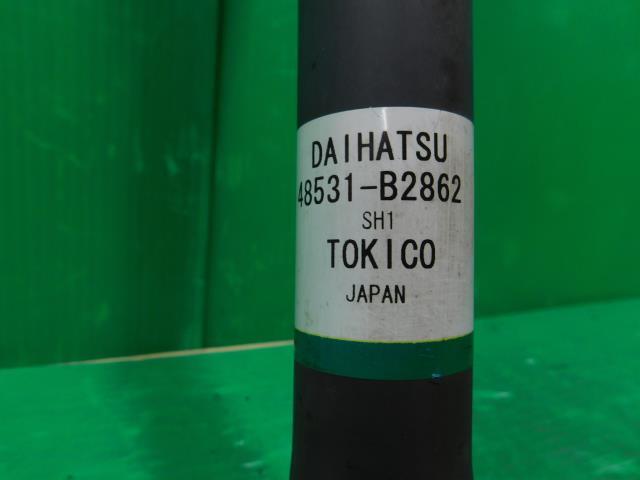 DAIHATSU
48531-B2862
SH1
TOKICO
JAPAN